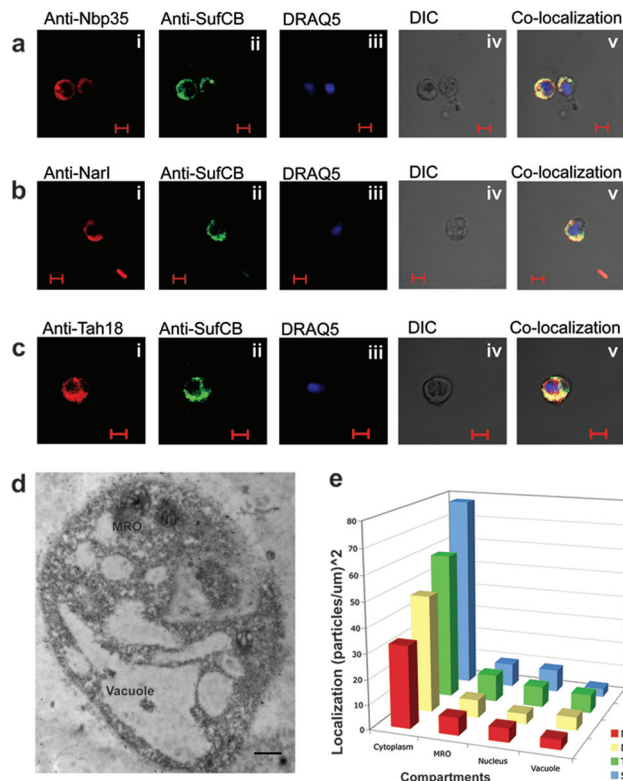 Anti-Nbp35 Anti-SufCB DRAQ5 DIC Co-localization
a i ii iii iv v
Anti-NarI Anti-SufCB DRAQ5 DIC Co-localization
b i ii iii iv v
Anti-Tah18 Anti-SufCB DRAQ5 DIC Co-localization
c i ii iii iv v
d
MRO Nu
Vacuole
e
Localization (particles/um)^2
80
70
60
50
40
30
20
10
0
Cytoplasm MRO Nucleus Vacuole
Compartments